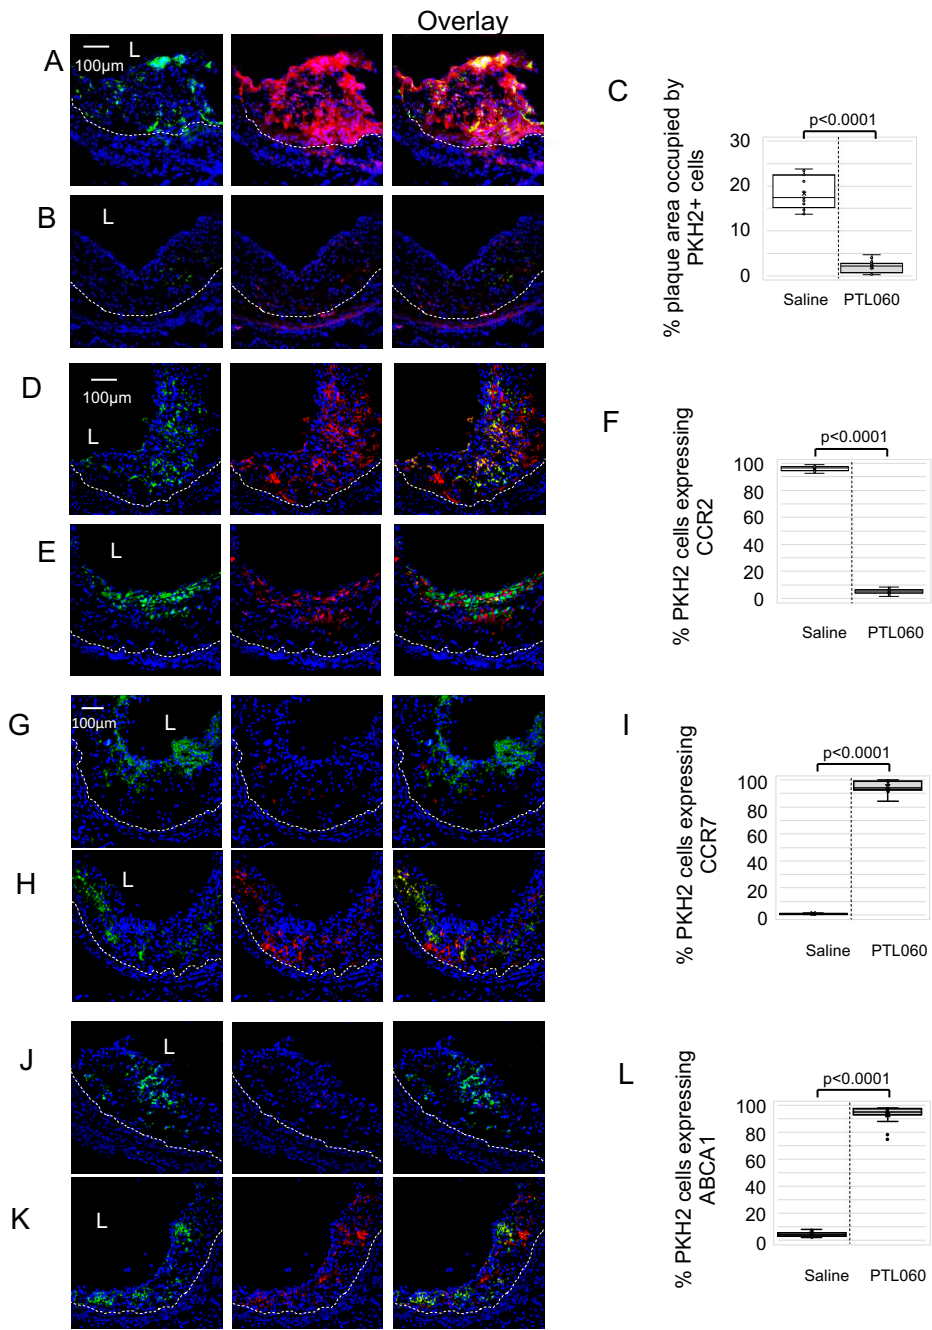 Overlay
A
L
100µm
B
L
C
% plaque area occupied by
PKH2+ cells
p<0.0001
30
20
10
0
Saline
PTL060
D
100µm
L
E
L
F
% PKH2 cells expressing
CCR2
p<0.0001
100
80
60
40
20
0
Saline
PTL060
G
100µm
L
H
L
I
% PKH2 cells expressing
CCR7
p<0.0001
100
80
60
40
20
0
Saline
PTL060
J
L
K
L
L
% PKH2 cells expressing
ABCA1
p<0.0001
100
80
60
40
20
0
Saline
PTL060